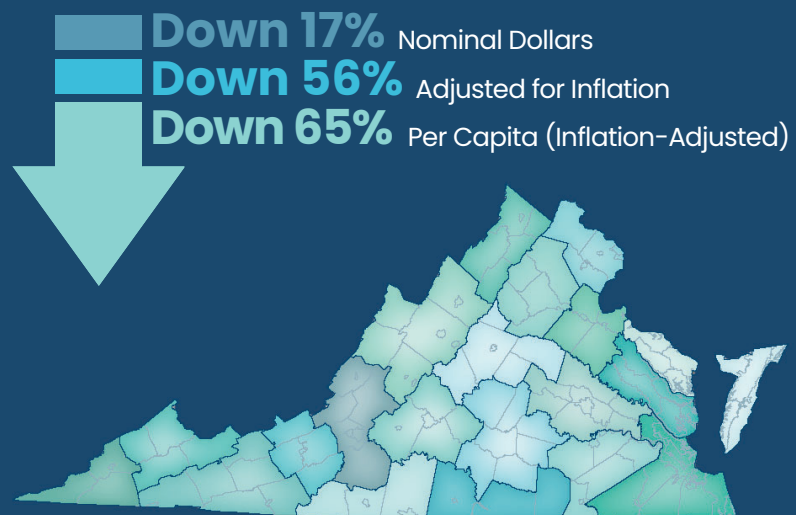 Down 17% Nominal Dollars
Down 56% Adjusted for Inflation
Down 65% Per Capita (Inflation-Adjusted)